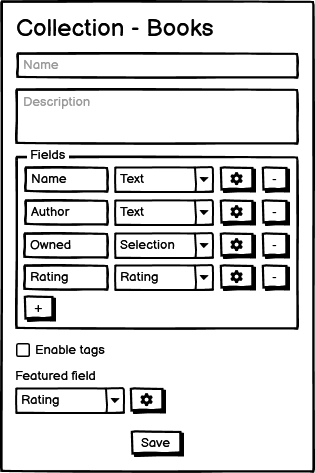 Collection - Books
Name
Description
Fields
Name Text -
Author Text -
Owned Selection -
Rating Rating -
+
Enable tags
Featured field
Rating
Save